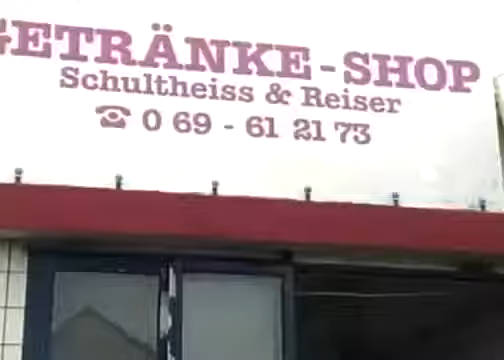 GETRÄNKE-SHOP
Schultheiss & Reiser
☎ 0 69 - 61 21 73